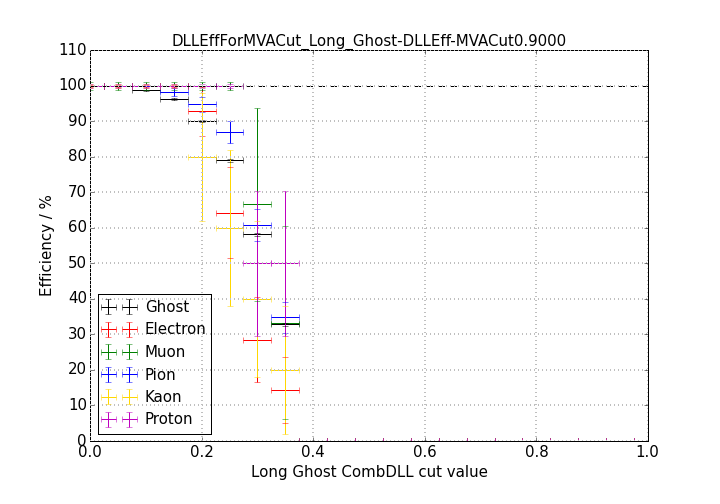 DLLEffForMVACut_Long_Ghost-DLLEff-MVACut0.9000
110
100
90
80
70
60
50
40
30
20
10
0
Efficiency / %
Ghost
Electron
Muon
Pion
Kaon
Proton
0.0 0.2 0.4 0.6 0.8 1.0
Long Ghost CombDLL cut value